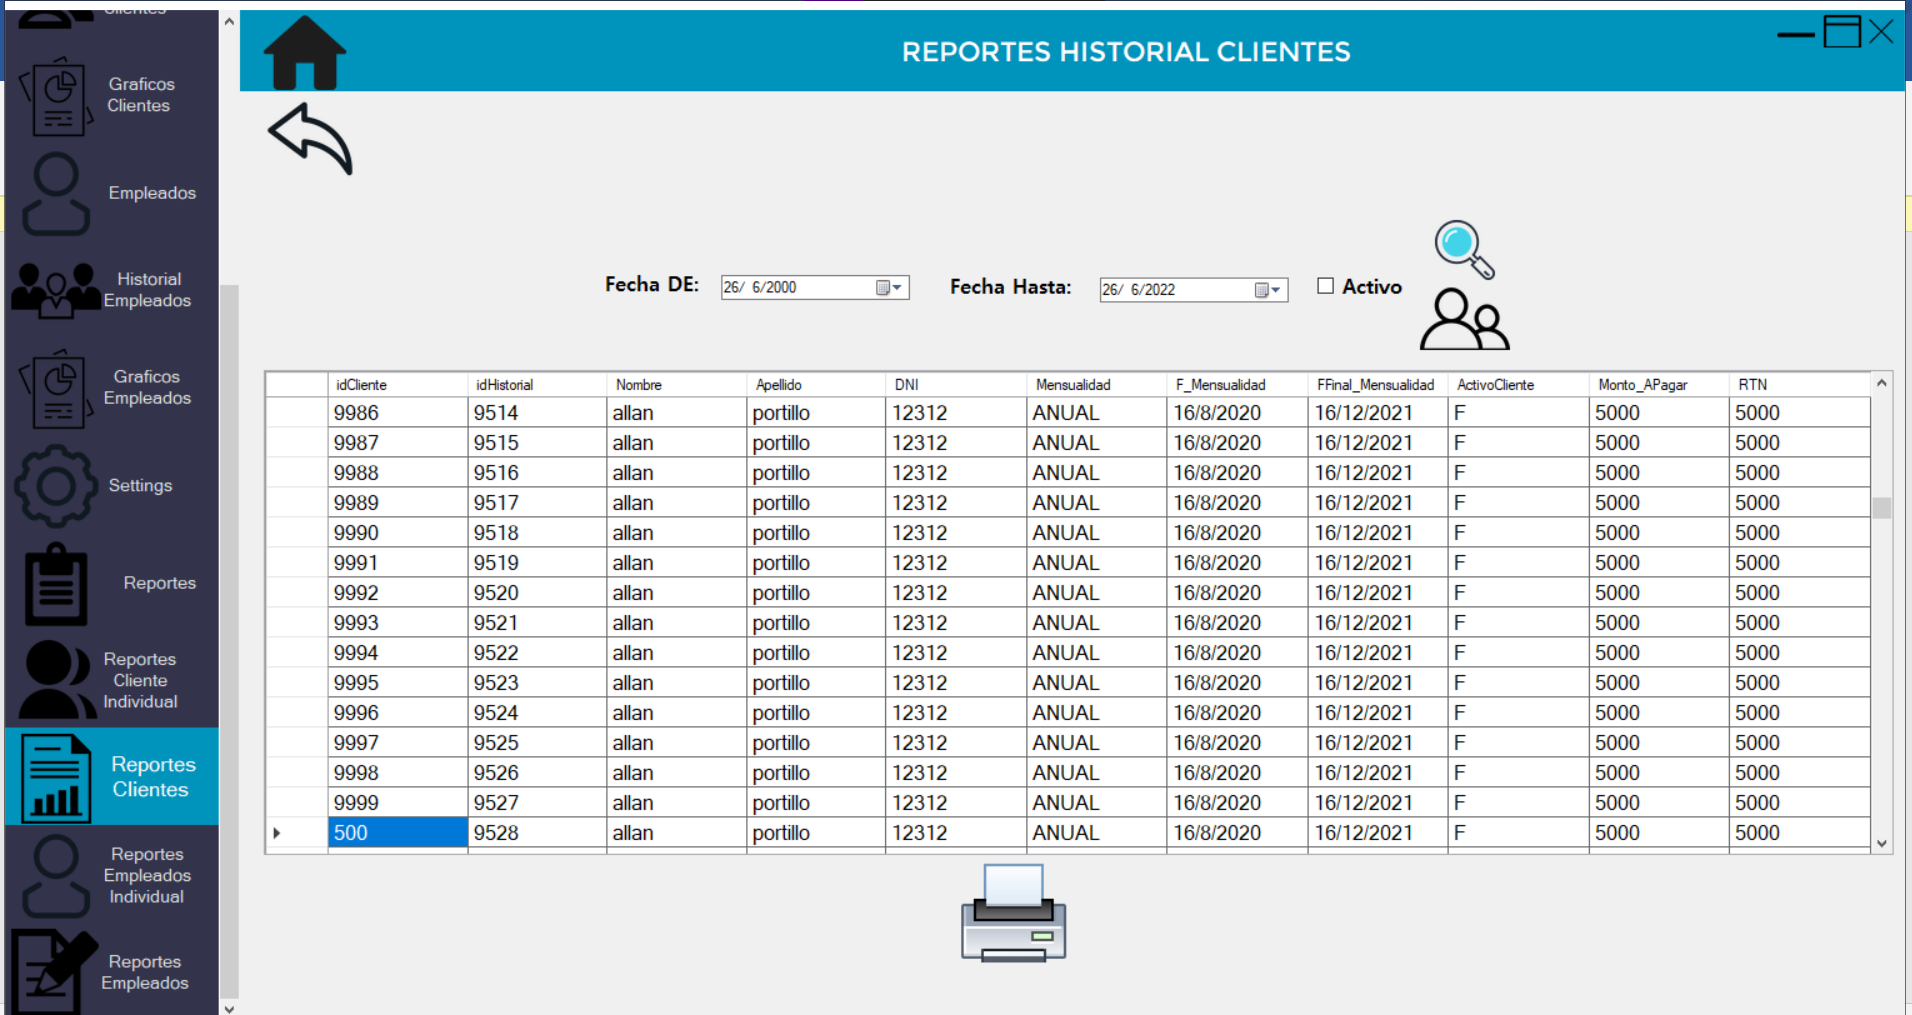 Clientes
Graficos
Clientes
Empleados
Historial
Empleados
Graficos
Empleados
Settings
Reportes
Reportes
Cliente
Individual
Reportes
Clientes
Reportes
Empleados
Individual
Reportes
Empleados
REPORTES HISTORIAL CLIENTES
Fecha DE: 26/ 6/2000 Fecha Hasta: 26/ 6/2022 Activo
idCliente idHistorial Nombre Apellido DNI Mensualidad F_Mensualidad FFinal_Mensualidad ActivoCliente Monto_APagar RTN
9986 9514 allan portillo 12312 ANUAL 16/8/2020 16/12/2021 F 5000 5000
9987 9515 allan portillo 12312 ANUAL 16/8/2020 16/12/2021 F 5000 5000
9988 9516 allan portillo 12312 ANUAL 16/8/2020 16/12/2021 F 5000 5000
9989 9517 allan portillo 12312 ANUAL 16/8/2020 16/12/2021 F 5000 5000
9990 9518 allan portillo 12312 ANUAL 16/8/2020 16/12/2021 F 5000 5000
9991 9519 allan portillo 12312 ANUAL 16/8/2020 16/12/2021 F 5000 5000
9992 9520 allan portillo 12312 ANUAL 16/8/2020 16/12/2021 F 5000 5000
9993 9521 allan portillo 12312 ANUAL 16/8/2020 16/12/2021 F 5000 5000
9994 9522 allan portillo 12312 ANUAL 16/8/2020 16/12/2021 F 5000 5000
9995 9523 allan portillo 12312 ANUAL 16/8/2020 16/12/2021 F 5000 5000
9996 9524 allan portillo 12312 ANUAL 16/8/2020 16/12/2021 F 5000 5000
9997 9525 allan portillo 12312 ANUAL 16/8/2020 16/12/2021 F 5000 5000
9998 9526 allan portillo 12312 ANUAL 16/8/2020 16/12/2021 F 5000 5000
9999 9527 allan portillo 12312 ANUAL 16/8/2020 16/12/2021 F 5000 5000
500 9528 allan portillo 12312 ANUAL 16/8/2020 16/12/2021 F 5000 5000